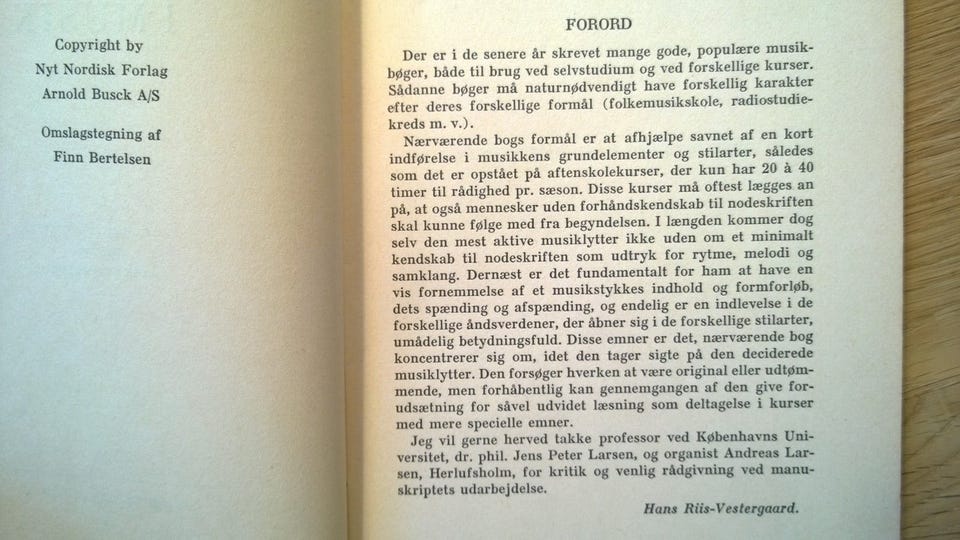 Copyright by
Nyt Nordisk Forlag
Arnold Busck A/S
Omslagstegning af
Finn Bertelsen
FORORD
Der er i de senere år skrevet mange gode, populære musik-
bøger, både til brug ved selvstudium og ved forskellige kurser.
Sådanne bøger må naturnødvendigt have forskellig karakter
efter deres forskellige formål (folkemusikskole, radiostudie-
kreds m. v.).
Nærværende bogs formål er at afhjælpe savnet af en kort
indførelse i musikkens grundelementer og stilarter, således
som det er opstået på aftenskolekurser, der kun har 20 à 40
timer til rådighed pr. sæson. Disse kurser må oftest lægges an
på, at også mennesker uden forhåndskendskab til nodeskriften
skal kunne følge med fra begyndelsen. I længden kommer dog
selv den mest aktive musiklytter ikke uden om et minimalt
kendskab til nodeskriften som udtryk for rytme, melodi og
samklang. Dernæst er det fundamentalt for ham at have en
vis fornemmelse af et musikstykkes indhold og formforløb,
dets spænding og afspænding, og endelig er en indlevelse i de
forskellige åndsverdener, der åbner sig i de forskellige stilarter,
umådelig betydningsfuld. Disse emner er det, nærværende bog
koncentrerer sig om, idet den tager sigte på den deciderede
musiklytter. Den forsøger hverken at være original eller udtøm-
mende, men forhåbentlig kan gennemgangen af den give for-
udsætning for såvel udvidet læsning som deltagelse i kurser
med mere specielle emner.
Jeg vil gerne herved takke professor ved Københavns Uni-
versitet, dr. phil. Jens Peter Larsen, og organist Andreas Lar-
sen, Herlufsholm, for kritik og venlig rådgivning ved manu-
skriptets udarbejdelse.
Hans Riis-Vestergaard.